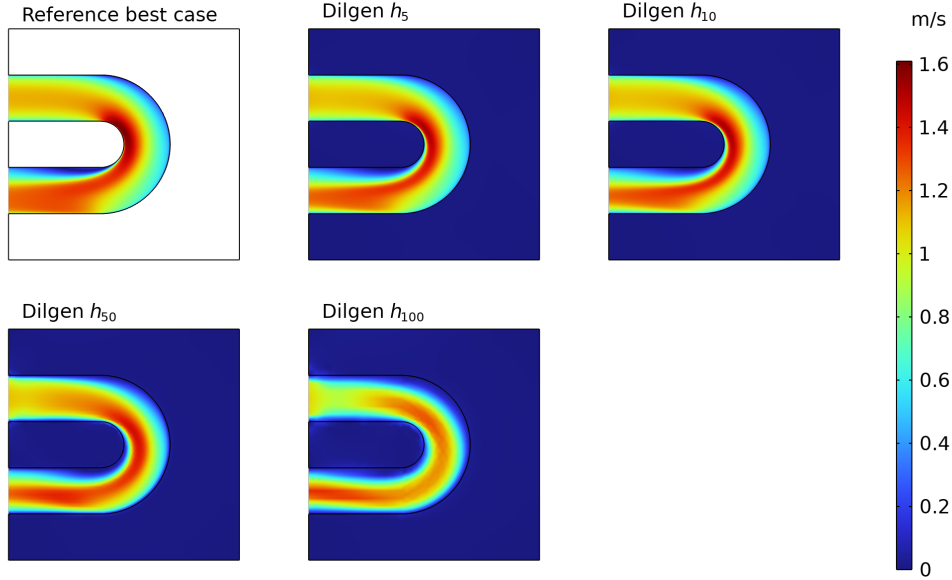 Reference best case
Dilgen h5
Dilgen h10
m/s
1.6
1.4
1.2
1
0.8
0.6
0.4
0.2
0
Dilgen h50
Dilgen h100